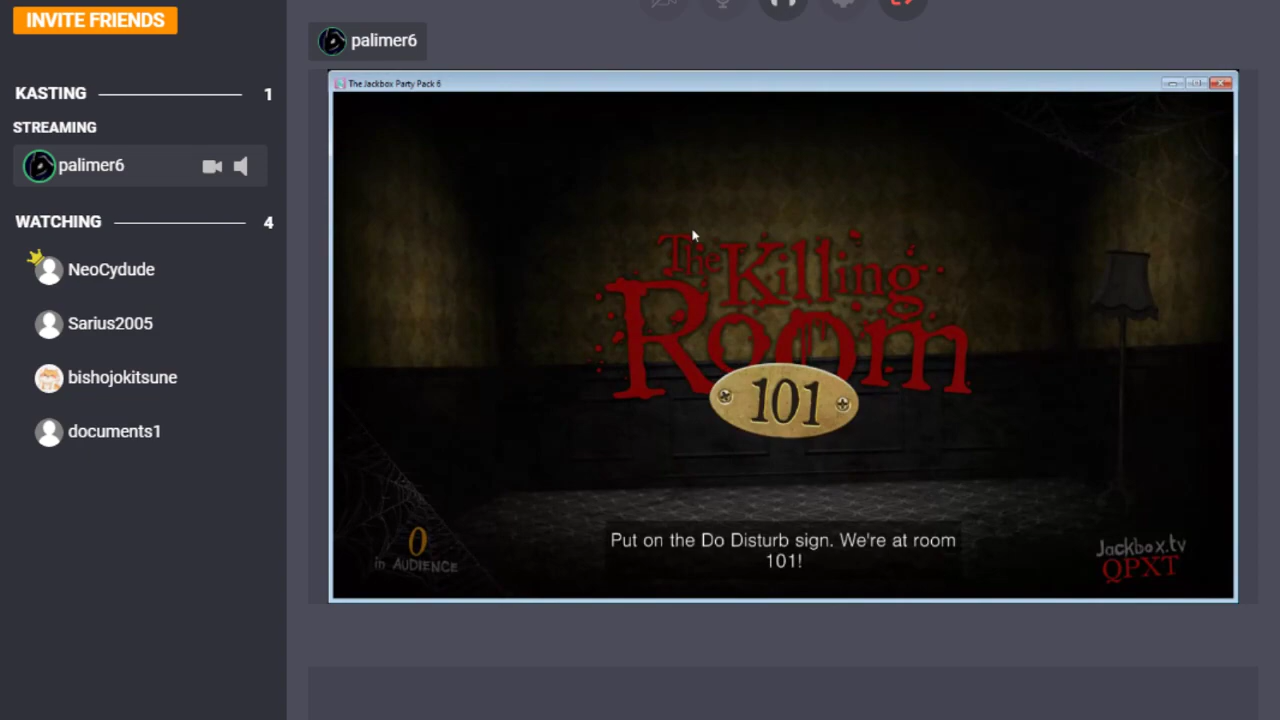 INVITE FRIENDS
KASTING 1
STREAMING
palimer6
WATCHING 4
NeoCydude
Sarius2005
bishojokitsune
documents1
palimer6
The Jackbox Party Pack 6
The Killing
Room
101
Put on the Do Disturb sign. We're at room
101!
0
in AUDIENCE
Jackbox.tv
QPXT